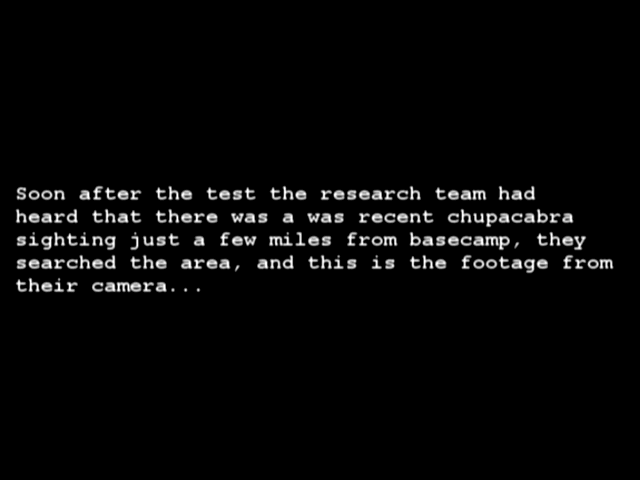 Soon after the test the research team had
heard that there was a was recent chupacabra
sighting just a few miles from basecamp, they
searched the area, and this is the footage from
their camera...